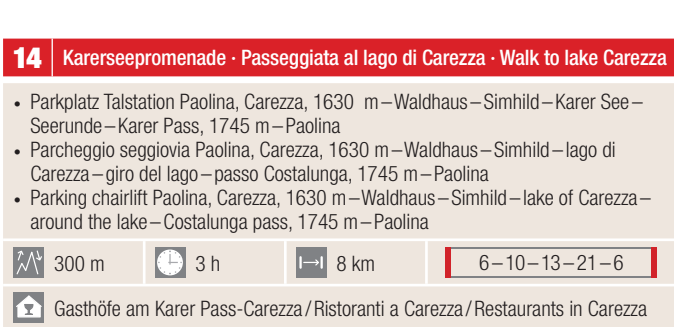 14 Karerseepromenade · Passeggiata al lago di Carezza · Walk to lake Carezza
• Parkplatz Talstation Paolina, Carezza, 1630 m – Waldhaus – Simhild – Karer See –
Seerunde – Karer Pass, 1745 m – Paolina
• Parcheggio seggiovia Paolina, Carezza, 1630 m – Waldhaus – Simhild – lago di
Carezza – giro del lago – passo Costalunga, 1745 m – Paolina
• Parking chairlift Paolina, Carezza, 1630 m – Waldhaus – Simhild – lake of Carezza –
around the lake – Costalunga pass, 1745 m – Paolina
300 m 3 h 8 km 6 – 10 – 13 – 21 – 6
Gasthöfe am Karer Pass-Carezza / Ristoranti a Carezza / Restaurants in Carezza